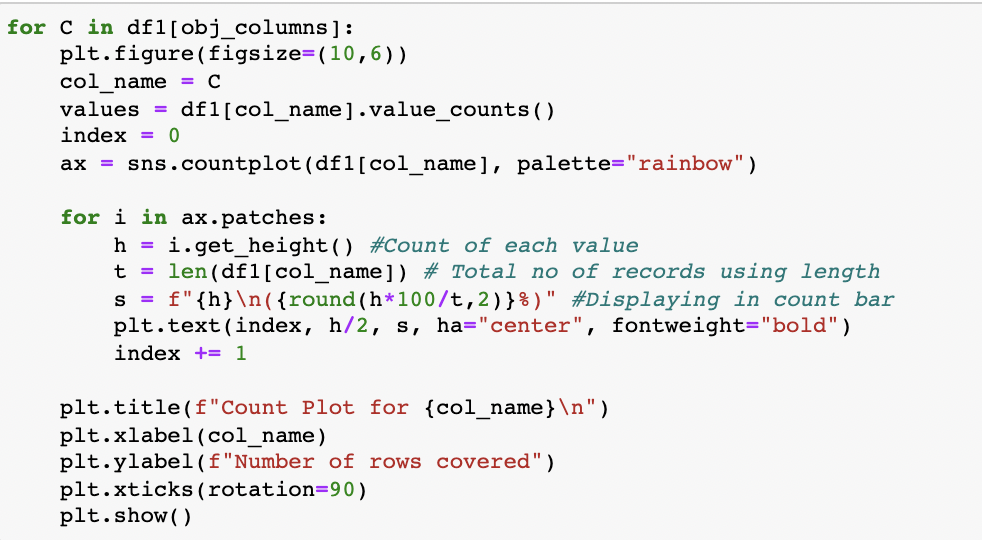 for C in df1[obj_columns]:
    plt.figure(figsize=(10,6))
    col_name = C
    values = df1[col_name].value_counts()
    index = 0
    ax = sns.countplot(df1[col_name], palette="rainbow")

    for i in ax.patches:
        h = i.get_height() #Count of each value
        t = len(df1[col_name]) # Total no of records using length
        s = f"{h}\n({round(h*100/t,2)}%)" #Displaying in count bar
        plt.text(index, h/2, s, ha="center", fontweight="bold")
        index += 1

    plt.title(f"Count Plot for {col_name}\n")
    plt.xlabel(col_name)
    plt.ylabel(f"Number of rows covered")
    plt.xticks(rotation=90)
    plt.show()